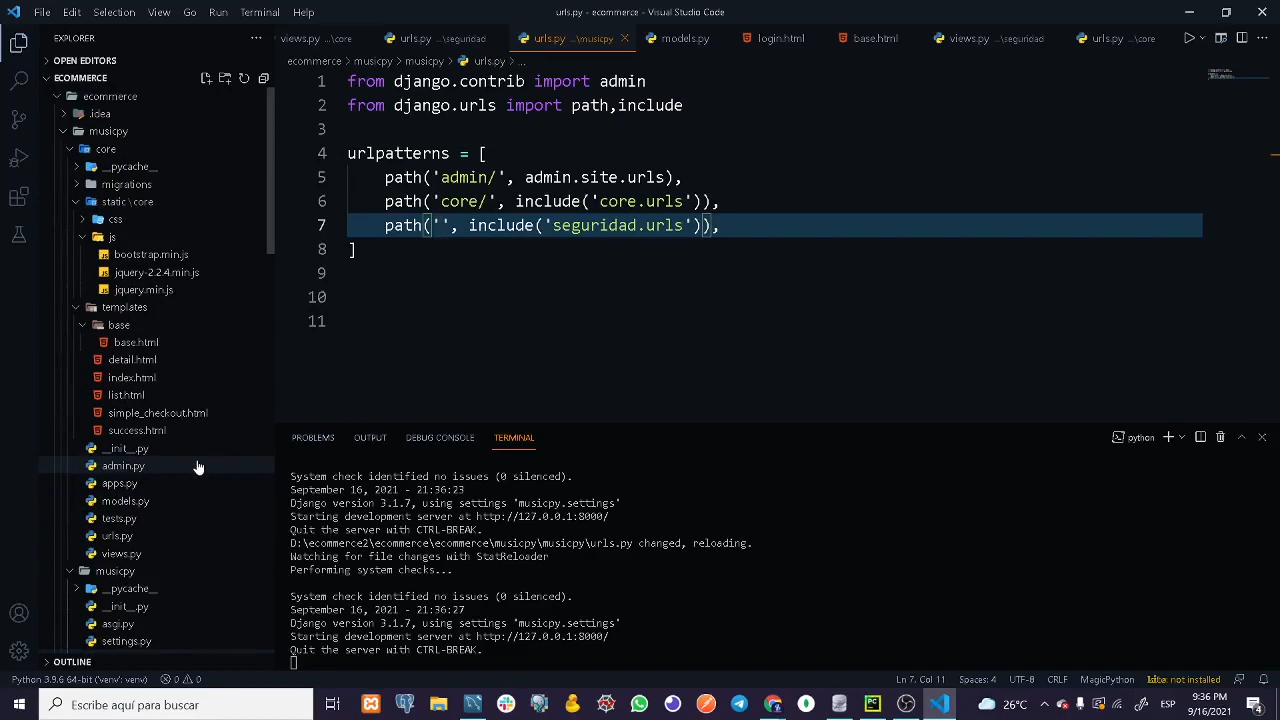 File Edit Selection View Go Run Terminal Help
urls.py - ecommerce - Visual Studio Code
EXPLORER
views.py ...\core
urls.py ...\seguridad
urls.py ...\musicpy
models.py
login.html
base.html
views.py ...\seguridad
urls.py ...\core
OPEN EDITORS
ECOMMERCE
ecommerce
.idea
musicpy
core
__pycache__
migrations
static\core
css
js
bootstrap.min.js
jquery-2.2.4.min.js
jquery.min.js
templates
base
base.html
detail.html
index.html
list.html
simple_checkout.html
success.html
__init__.py
admin.py
apps.py
models.py
tests.py
urls.py
views.py
musicpy
__pycache__
__init__.py
asgi.py
settings.py
OUTLINE
ecommerce > musicpy > musicpy > urls.py > ...
1 from django.contrib import admin
2 from django.urls import path,include
3
4 urlpatterns = [
5 path('admin/', admin.site.urls),
6 path('core/', include('core.urls')),
7 path('', include('seguridad.urls')),
8 ]
9
10
11
PROBLEMS OUTPUT DEBUG CONSOLE TERMINAL
python
System check identified no issues (0 silenced).
September 16, 2021 - 21:36:23
Django version 3.1.7, using settings 'musicpy.settings'
Starting development server at http://127.0.0.1:8000/
Quit the server with CTRL-BREAK.
D:\ecommerce2\ecommerce\ecommerce\musicpy\musicpy\urls.py changed, reloading.
Watching for file changes with StatReloader
Performing system checks...
System check identified no issues (0 silenced).
September 16, 2021 - 21:36:27
Django version 3.1.7, using settings 'musicpy.settings'
Starting development server at http://127.0.0.1:8000/
Quit the server with CTRL-BREAK.
Python 3.9.6 64-bit ('venv': venv) 0 0
Ln 7, Col 11 Spaces: 4 UTF-8 CRLF MagicPython
not installed
Escribe aquí para buscar
26°C
ESP
9:36 PM
9/16/2021
4